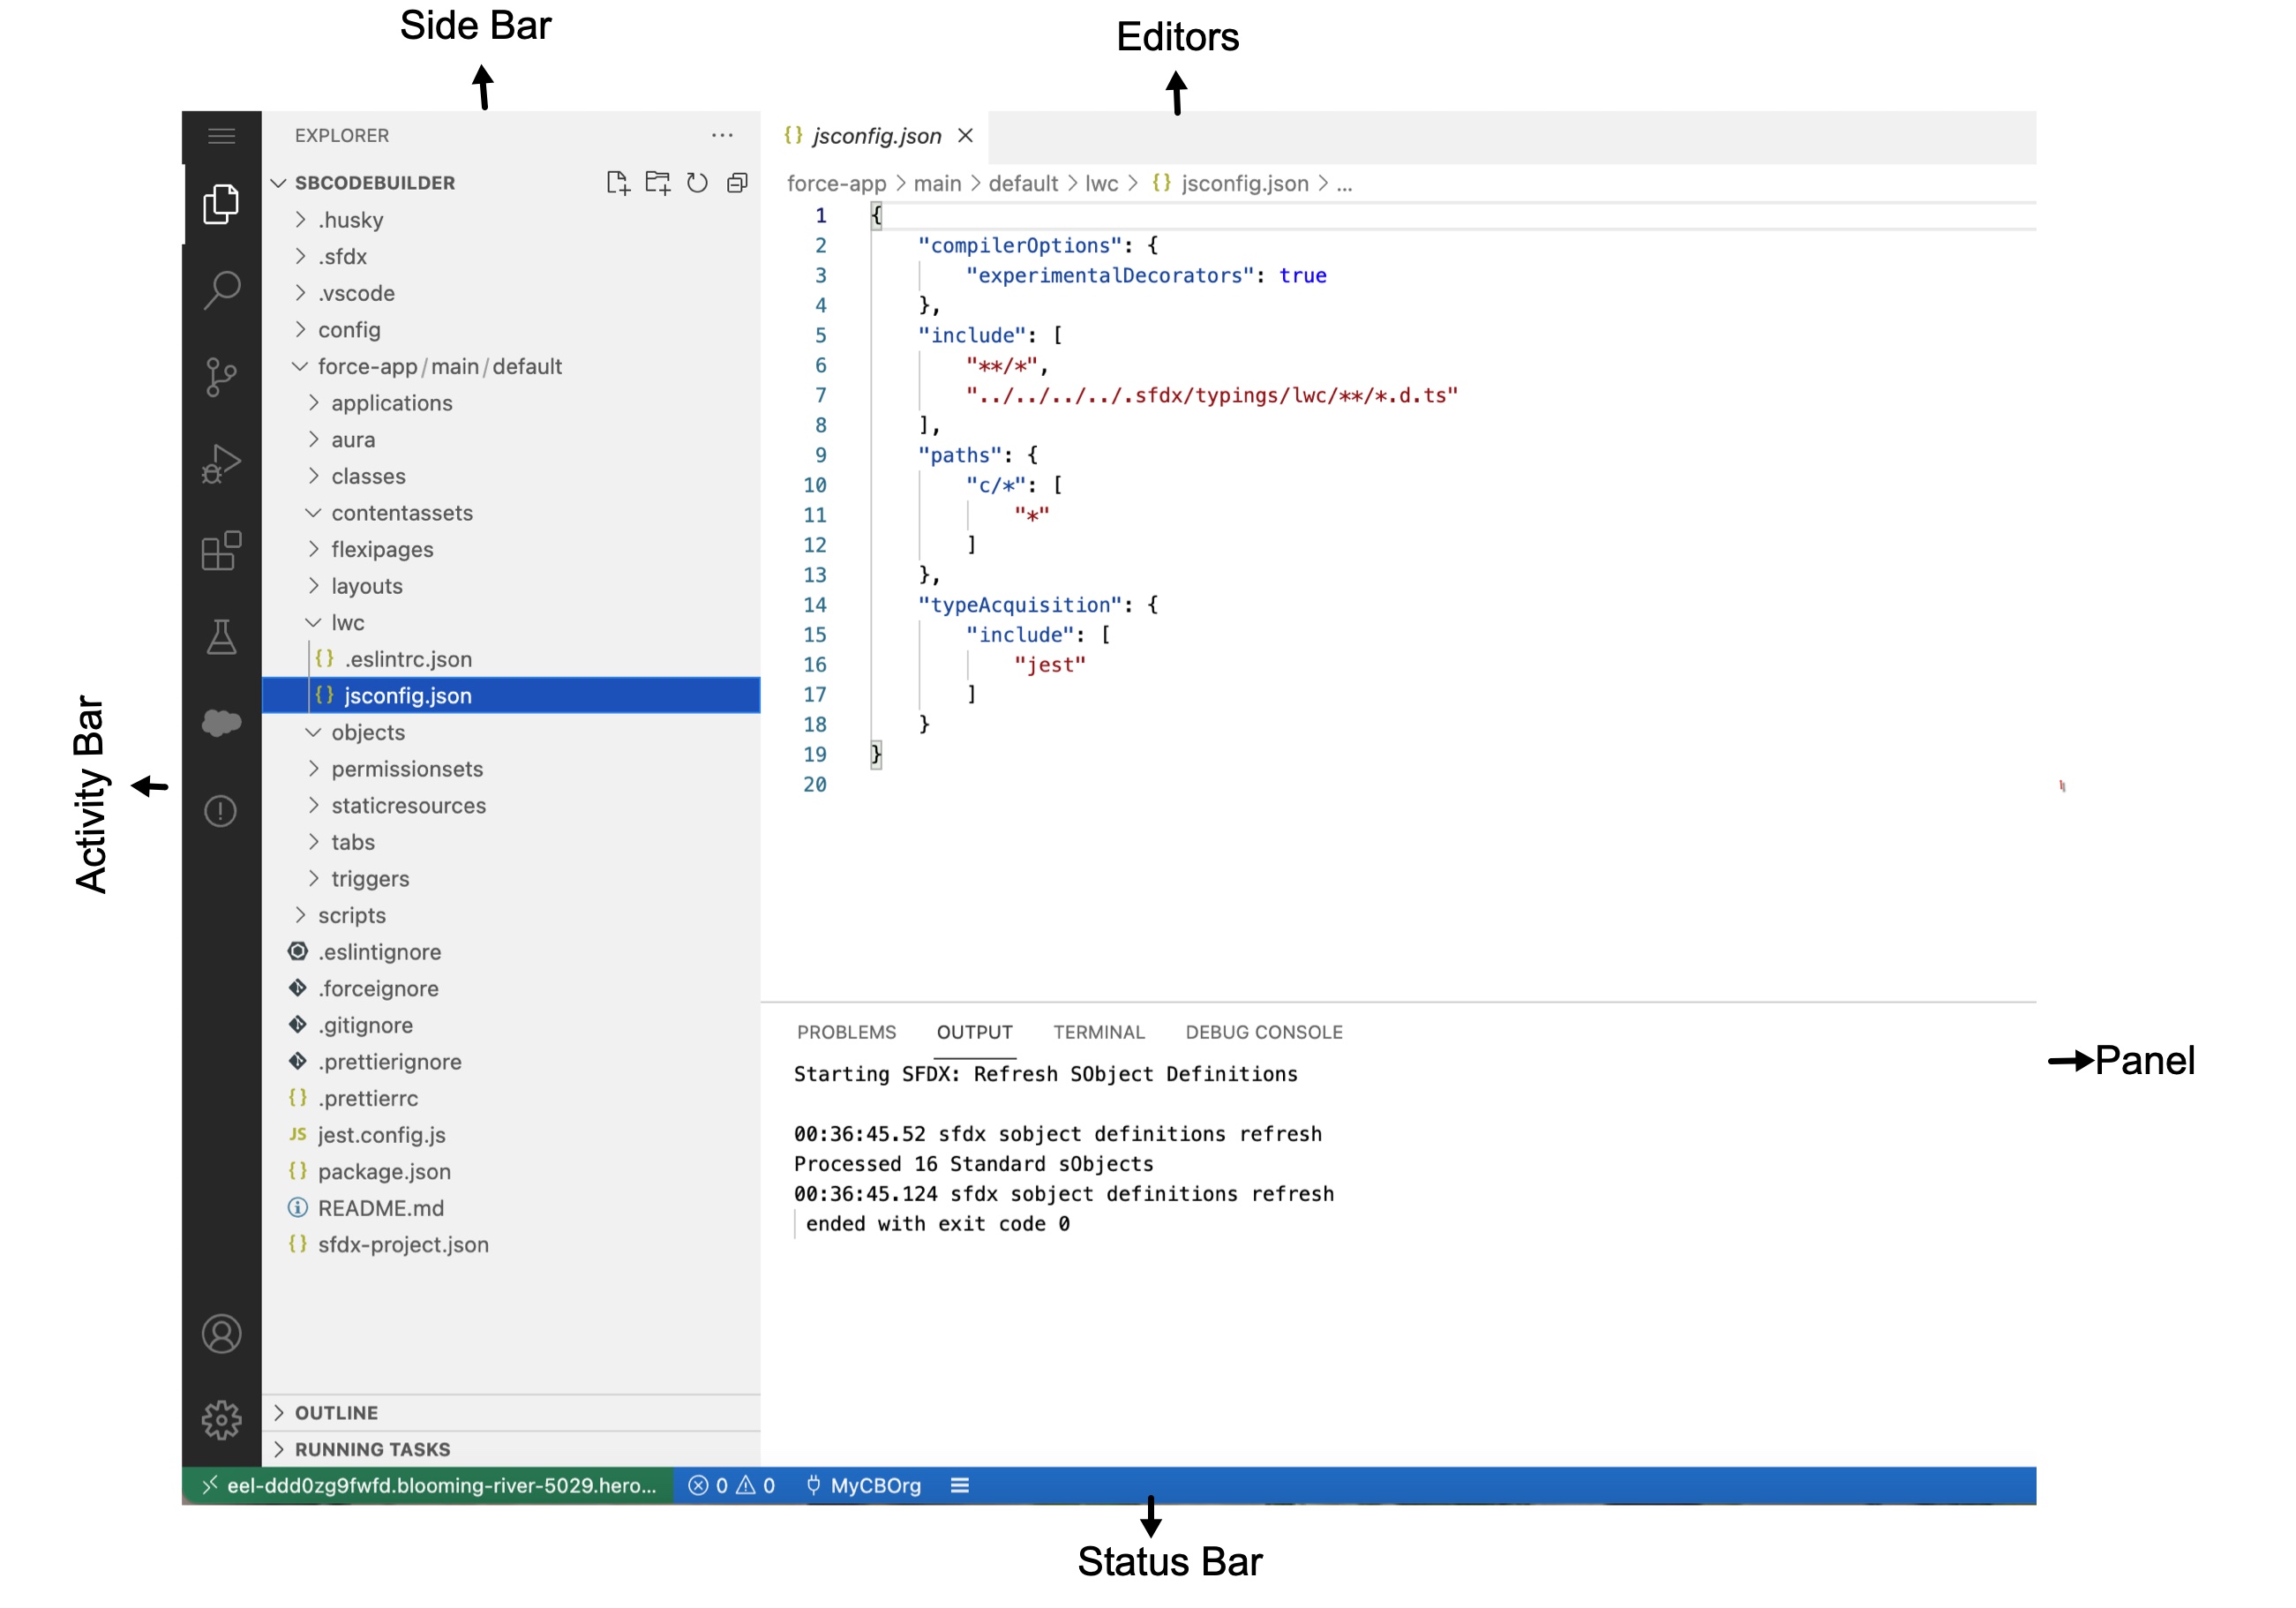 Side Bar
Editors
Activity Bar
EXPLORER
SBCODEBUILDER
.husky
.sfdx
.vscode
config
force-app/main/default
applications
aura
classes
contentassets
flexipages
layouts
lwc
{} .eslintrc.json
{} jsconfig.json
objects
permissionsets
staticresources
tabs
triggers
scripts
.eslintignore
.forceignore
.gitignore
.prettierignore
{} .prettierrc
JS jest.config.js
{} package.json
README.md
{} sfdx-project.json
OUTLINE
RUNNING TASKS
{} jsconfig.json
force-app > main > default > lwc > {} jsconfig.json > ...
1 {
2 "compilerOptions": {
3 "experimentalDecorators": true
4 },
5 "include": [
6 "**/*",
7 "../../../../.sfdx/typings/lwc/**/*.d.ts"
8 ],
9 "paths": {
10 "c/*": [
11 "*"
12 ]
13 },
14 "typeAcquisition": {
15 "include": [
16 "jest"
17 ]
18 }
19 }
20
PROBLEMS OUTPUT TERMINAL DEBUG CONSOLE
Starting SFDX: Refresh SObject Definitions
00:36:45.52 sfdx sobject definitions refresh
Processed 16 Standard sObjects
00:36:45.124 sfdx sobject definitions refresh
ended with exit code 0
Panel
eel-ddd0zg9fwfd.blooming-river-5029.hero... 0 0 MyCBOrg
Status Bar